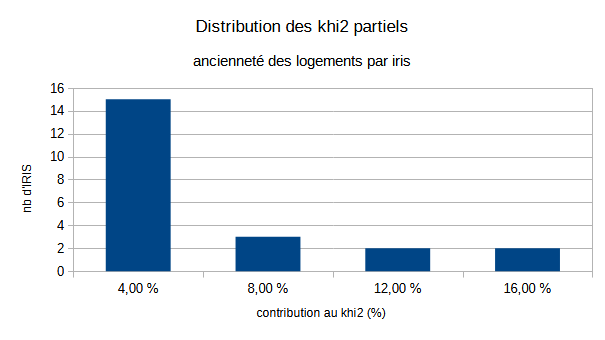 Distribution des khi2 partiels
ancienneté des logements par iris
16
14
12
10
8
6
4
2
0
nb d'IRIS
4,00 % 8,00 % 12,00 % 16,00 %
contribution au khi2 (%)